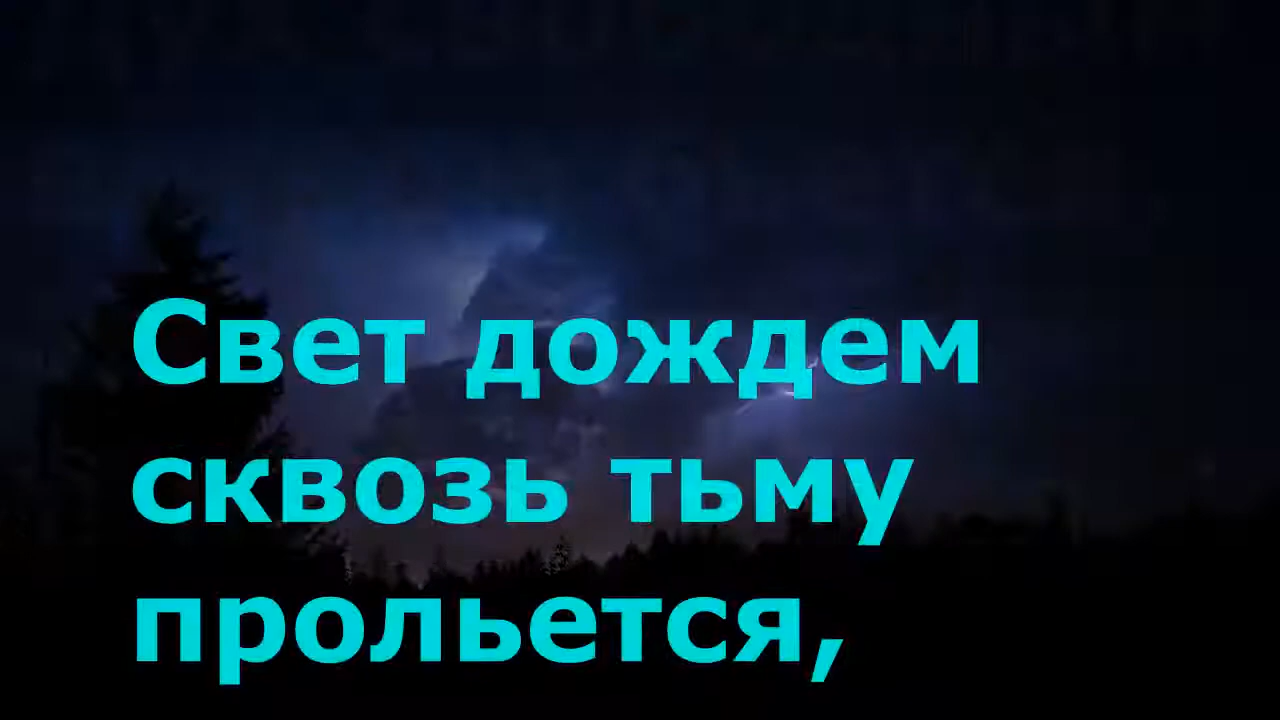 Свет дождем
сквозь тьму
прольется,